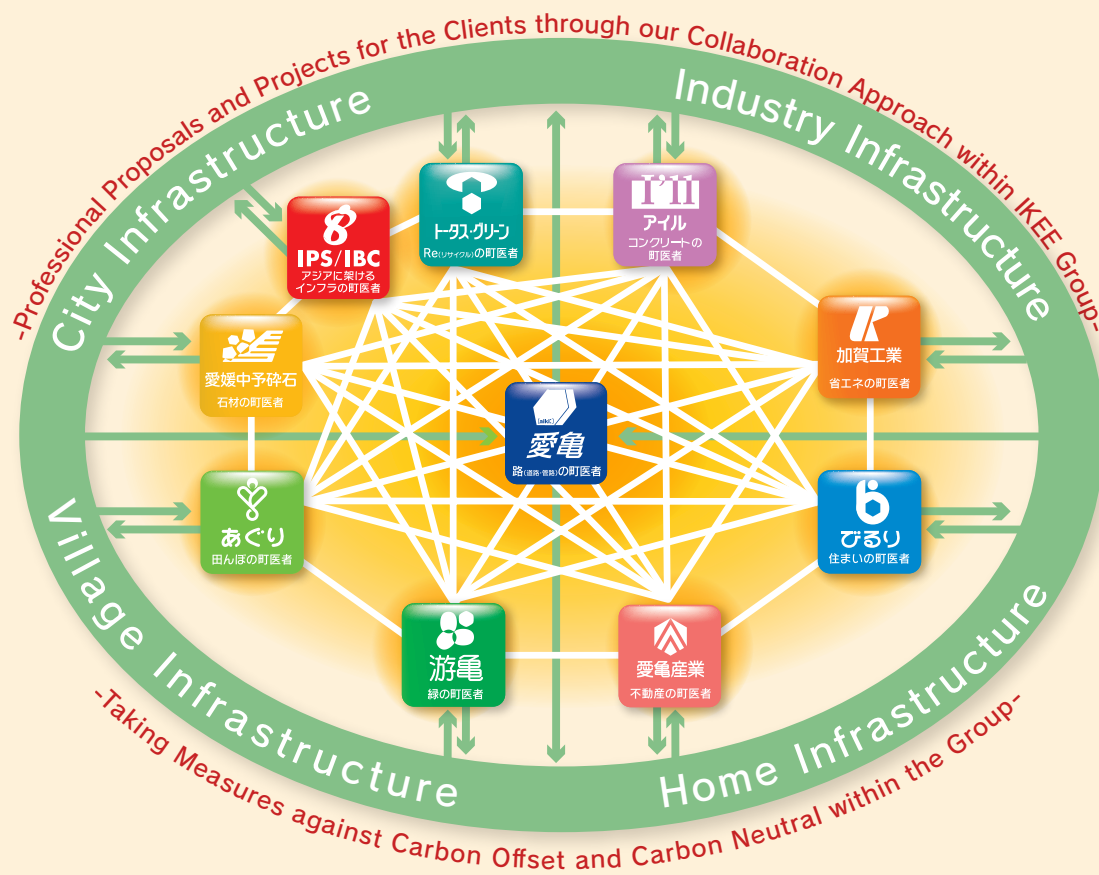 -Professional Proposals and Projects for the Clients through our Collaboration Approach within IKEE Group-
City Infrastructure
Industry Infrastructure
トータス・グリーン
Re(リサイクル)の町医者
I'll
アイル
コンクリートの
町医者
IPS/IBC
アジアに架ける
インフラの町医者
愛媛中予砕石
石材の町医者
加賀工業
省エネの町医者
愛亀
路(道路・管路)の町医者
あぐり
田んぼの町医者
びるり
住まいの町医者
游亀
緑の町医者
愛亀産業
不動産の町医者
Village Infrastructure
Home Infrastructure
-Taking Measures against Carbon Offset and Carbon Neutral within the Group-